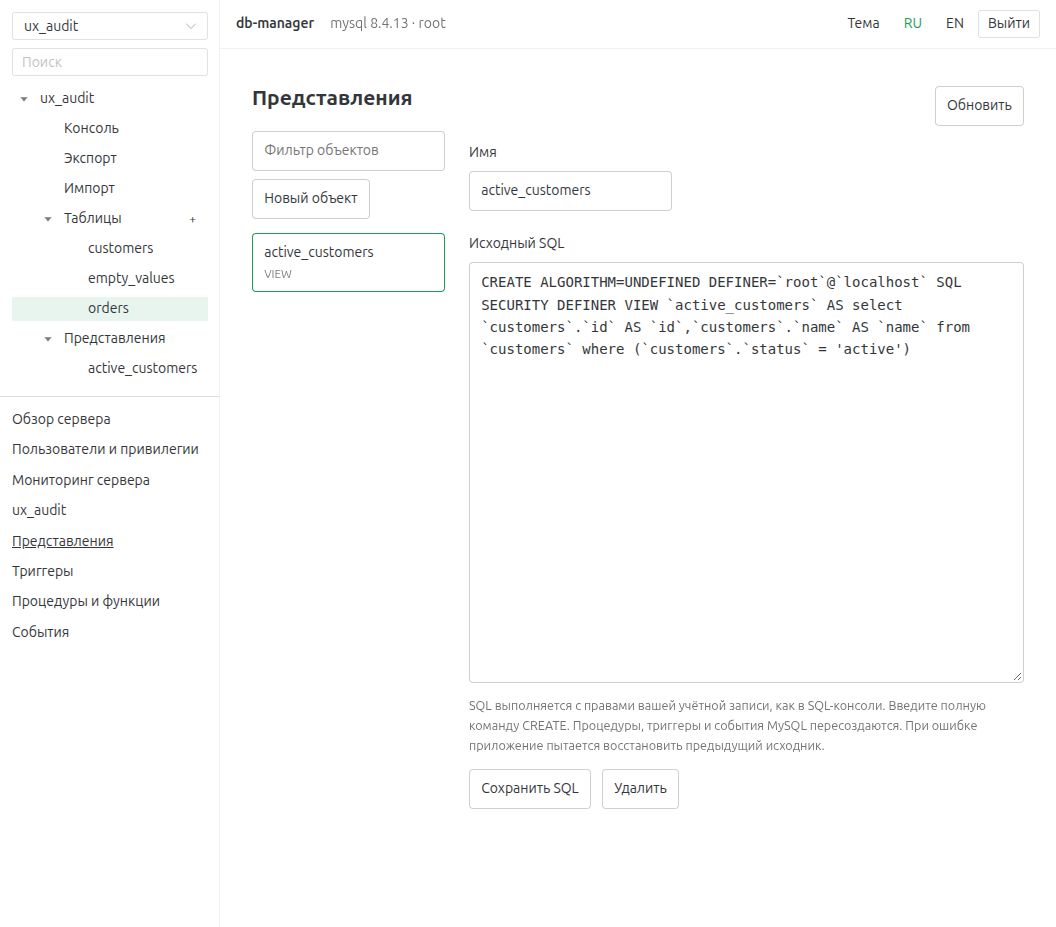 ux_audit
Поиск
ux_audit
Консоль
Экспорт
Импорт
Таблицы +
customers
empty_values
orders
Представления
active_customers
Обзор сервера
Пользователи и привилегии
Мониторинг сервера
ux_audit
Представления
Триггеры
Процедуры и функции
События
db-manager mysql 8.4.13 · root
Тема RU EN Выйти
Представления
Обновить
Фильтр объектов
Новый объект
active_customers
VIEW
Имя
active_customers
Исходный SQL
CREATE ALGORITHM=UNDEFINED DEFINER=`root`@`localhost` SQL
SECURITY DEFINER VIEW `active_customers` AS select
`customers`.`id` AS `id`,`customers`.`name` AS `name` from
`customers` where (`customers`.`status` = 'active')
SQL выполняется с правами вашей учётной записи, как в SQL-консоли. Введите полную
команду CREATE. Процедуры, триггеры и события MySQL пересоздаются. При ошибке
приложение пытается восстановить предыдущий исходник.
Сохранить SQL
Удалить